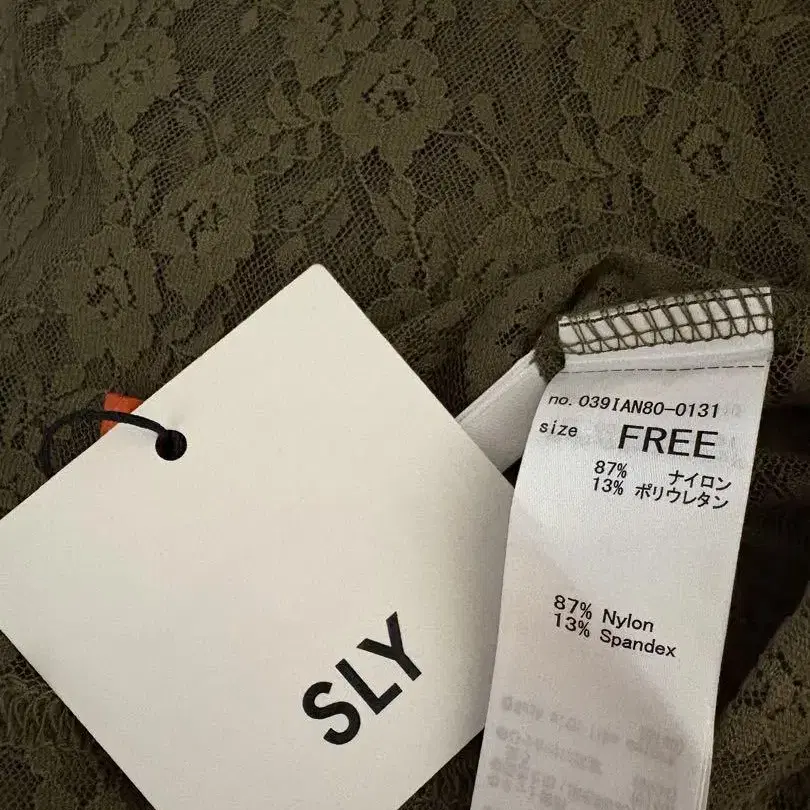 no. 039IAN80-0131
size FREE
87% ナイロン
13% ポリウレタン
87% Nylon
13% Spandex
SLY